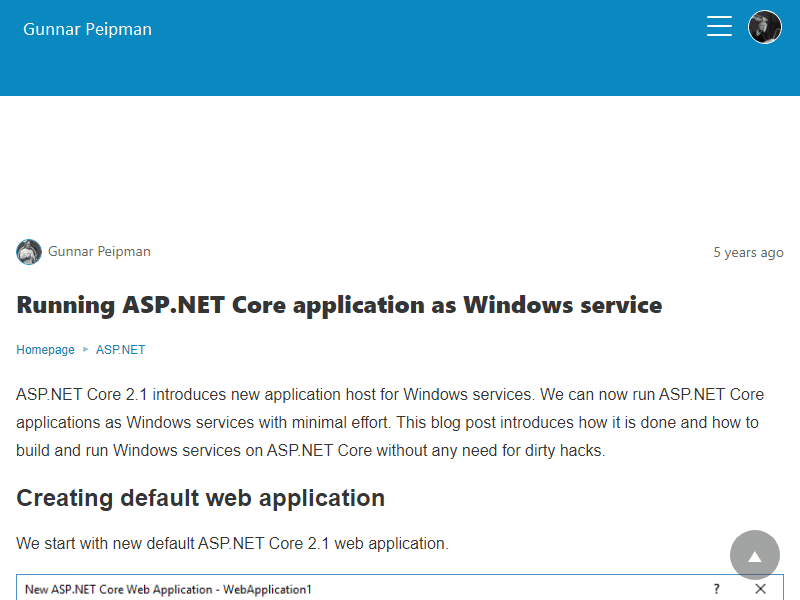 Gunnar Peipman
Gunnar Peipman
5 years ago
Running ASP.NET Core application as Windows service
Homepage ▸ ASP.NET
ASP.NET Core 2.1 introduces new application host for Windows services. We can now run ASP.NET Core
applications as Windows services with minimal effort. This blog post introduces how it is done and how to
build and run Windows services on ASP.NET Core without any need for dirty hacks.
Creating default web application
We start with new default ASP.NET Core 2.1 web application.
New ASP.NET Core Web Application - WebApplication1 ?